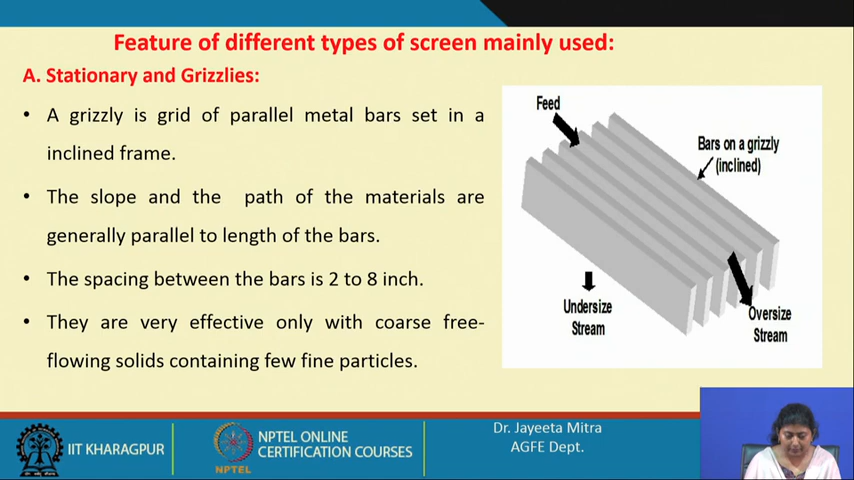 Feature of different types of screen mainly used:
A. Stationary and Grizzlies:
• A grizzly is grid of parallel metal bars set in a
inclined frame.
• The slope and the path of the materials are
generally parallel to length of the bars.
• The spacing between the bars is 2 to 8 inch.
• They are very effective only with coarse free-
flowing solids containing few fine particles.
Feed
Bars on a grizzly
(inclined)
Undersize
Stream
Oversize
Stream
IIT KHARAGPUR
NPTEL
NPTEL ONLINE
CERTIFICATION COURSES
Dr. Jayeeta Mitra
AGFE Dept.